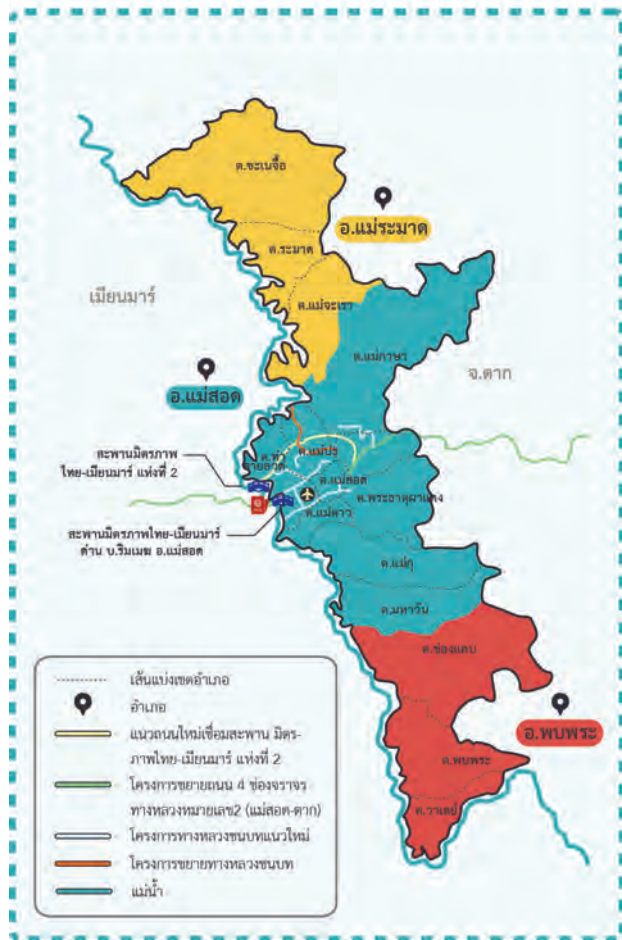 ต.ขะเนจื้อ
อ.แม่ระมาด
ต.ระมาด
เมียนมาร์
ต.แม่จะเรา
ต.แม่กาษา
จ.ตาก
อ.แม่สอด
สะพานมิตรภาพ
ไทย-เมียนมาร์ แห่งที่ 2
ต.แม่ปะ
ต.ท่า
สายลวด
ต.แม่สอด
ต.พระธาตุผาแดง
ต.แม่ตาว
สะพานมิตรภาพไทย-เมียนมาร์
ด่าน บ.ริมเมย อ.แม่สอด
ต.แม่กุ
ต.มหาวัน
ต.ช่องแคบ
อ.พบพระ
ต.พบพระ
ต.วาเลย์
เส้นแบ่งเขตอำเภอ
อำเภอ
แนวถนนใหม่เชื่อมสะพาน มิตร-
ภาพไทย-เมียนมาร์ แห่งที่ 2
โครงการขยายถนน 4 ช่องจราจร
ทางหลวงหมายเลข2 (แม่สอด-ตาก)
โครงการทางหลวงชนบทแนวใหม่
โครงการขยายทางหลวงชนบท
แม่น้ำ